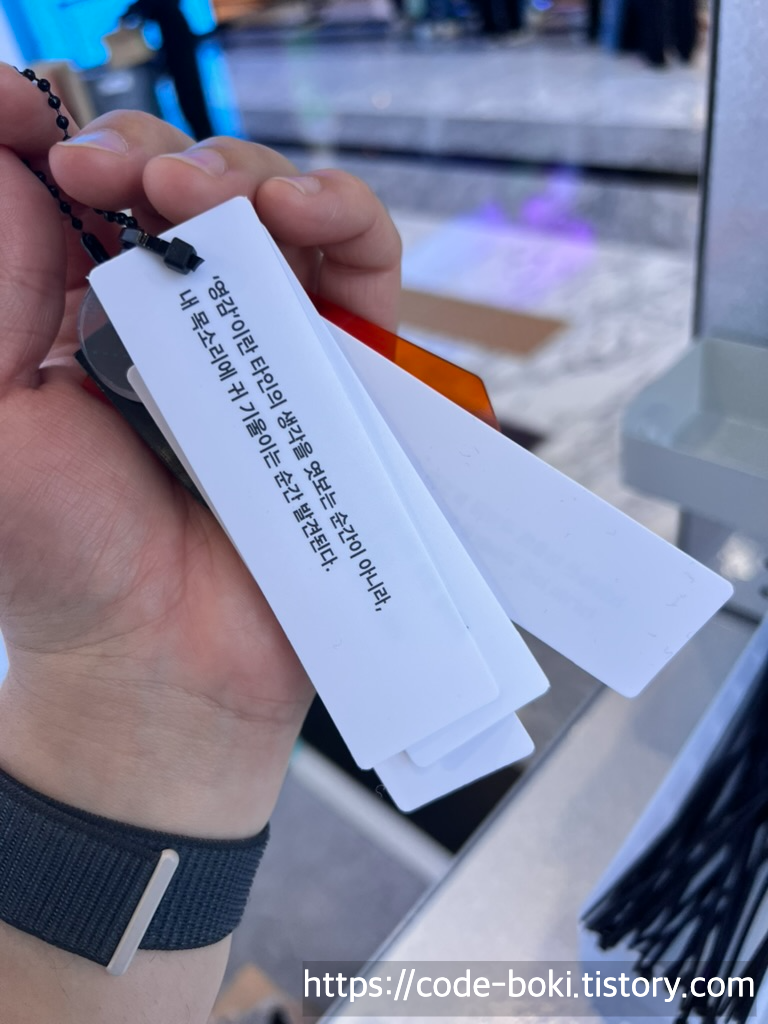 '영감'이란 타인의 생각을 엿보는 순간이 아니라,
내 목소리에 귀 기울이는 순간 발견된다.
https://code-boki.tistory.com